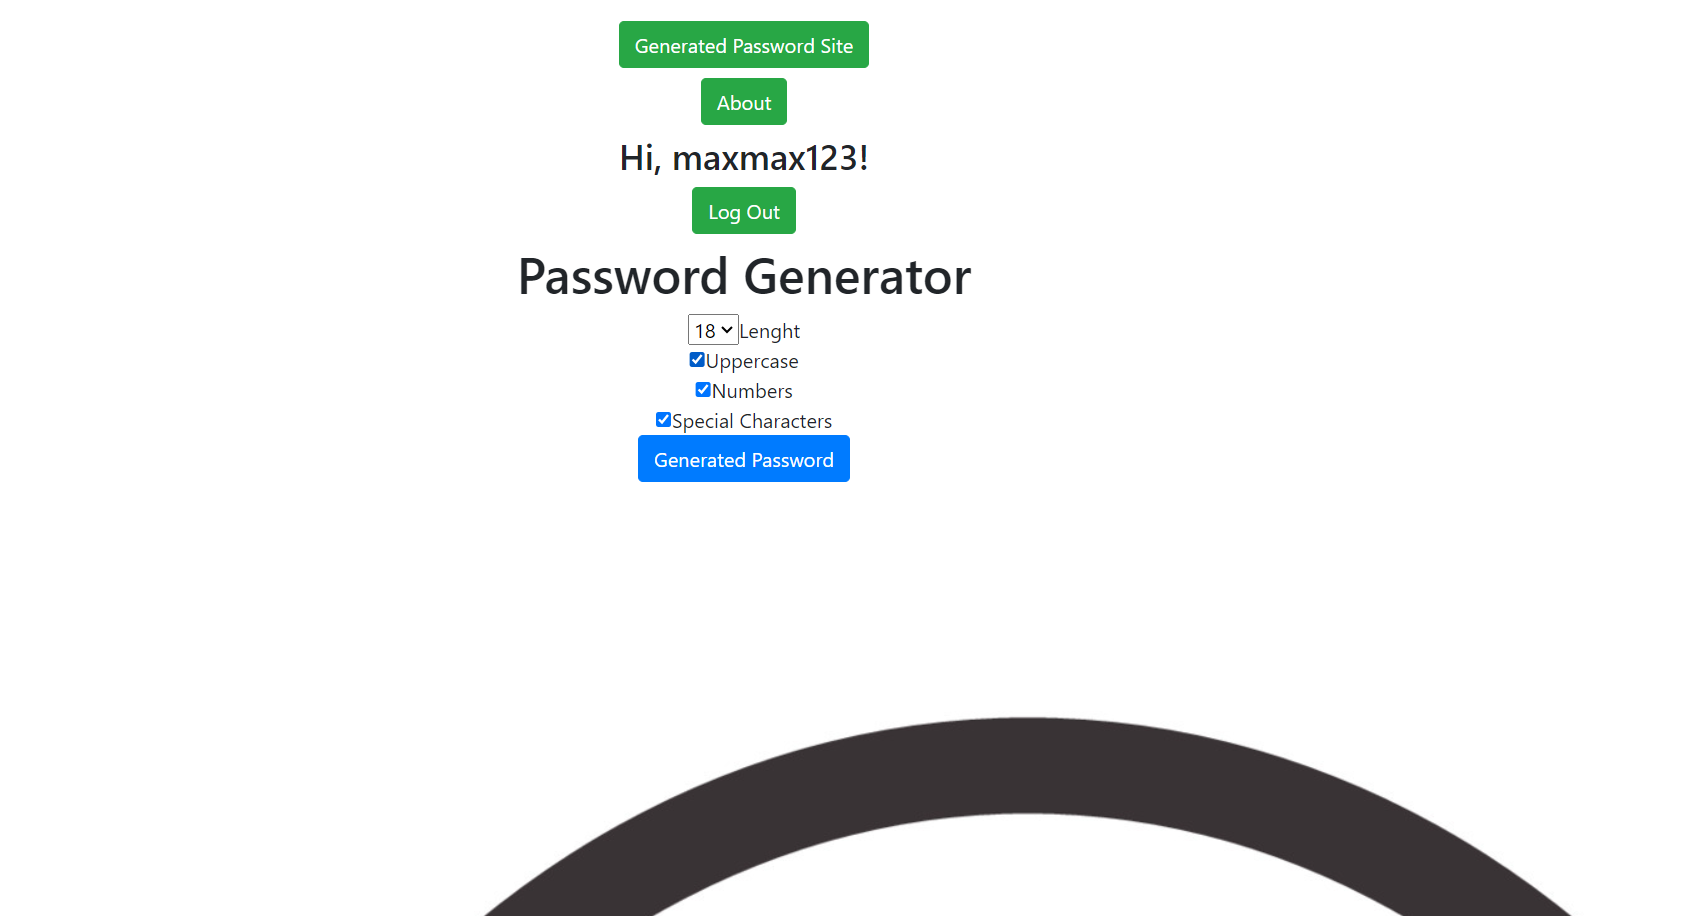 Generated Password Site
About
Hi, maxmax123!
Log Out
Password Generator
18 Lenght
Uppercase
Numbers
Special Characters
Generated Password